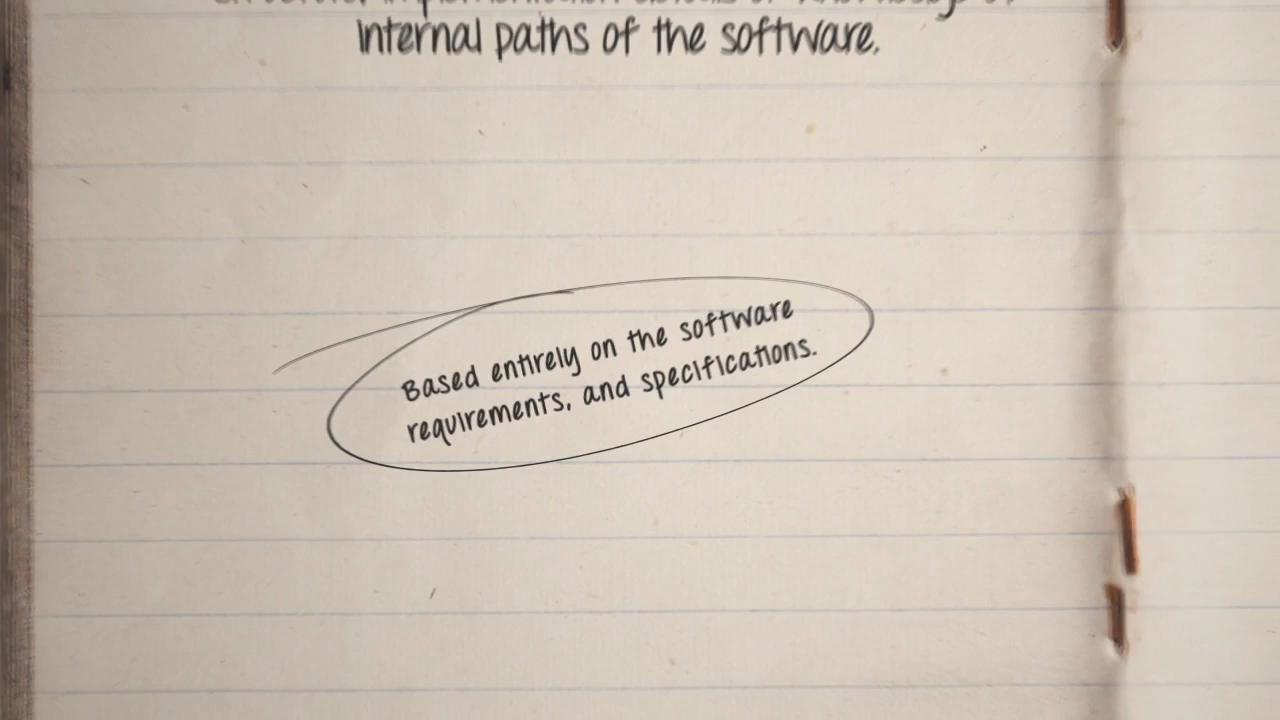 internal paths of the software.
Based entirely on the software
requirements, and specifications.